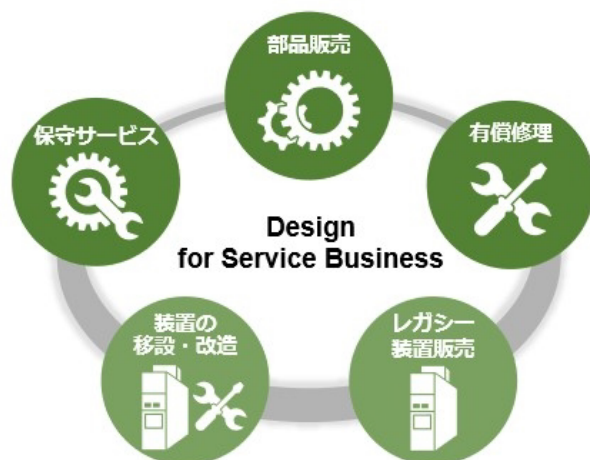 部品販売
保守サービス
有償修理
Design
for Service Business
装置の
移設・改造
レガシー
装置販売